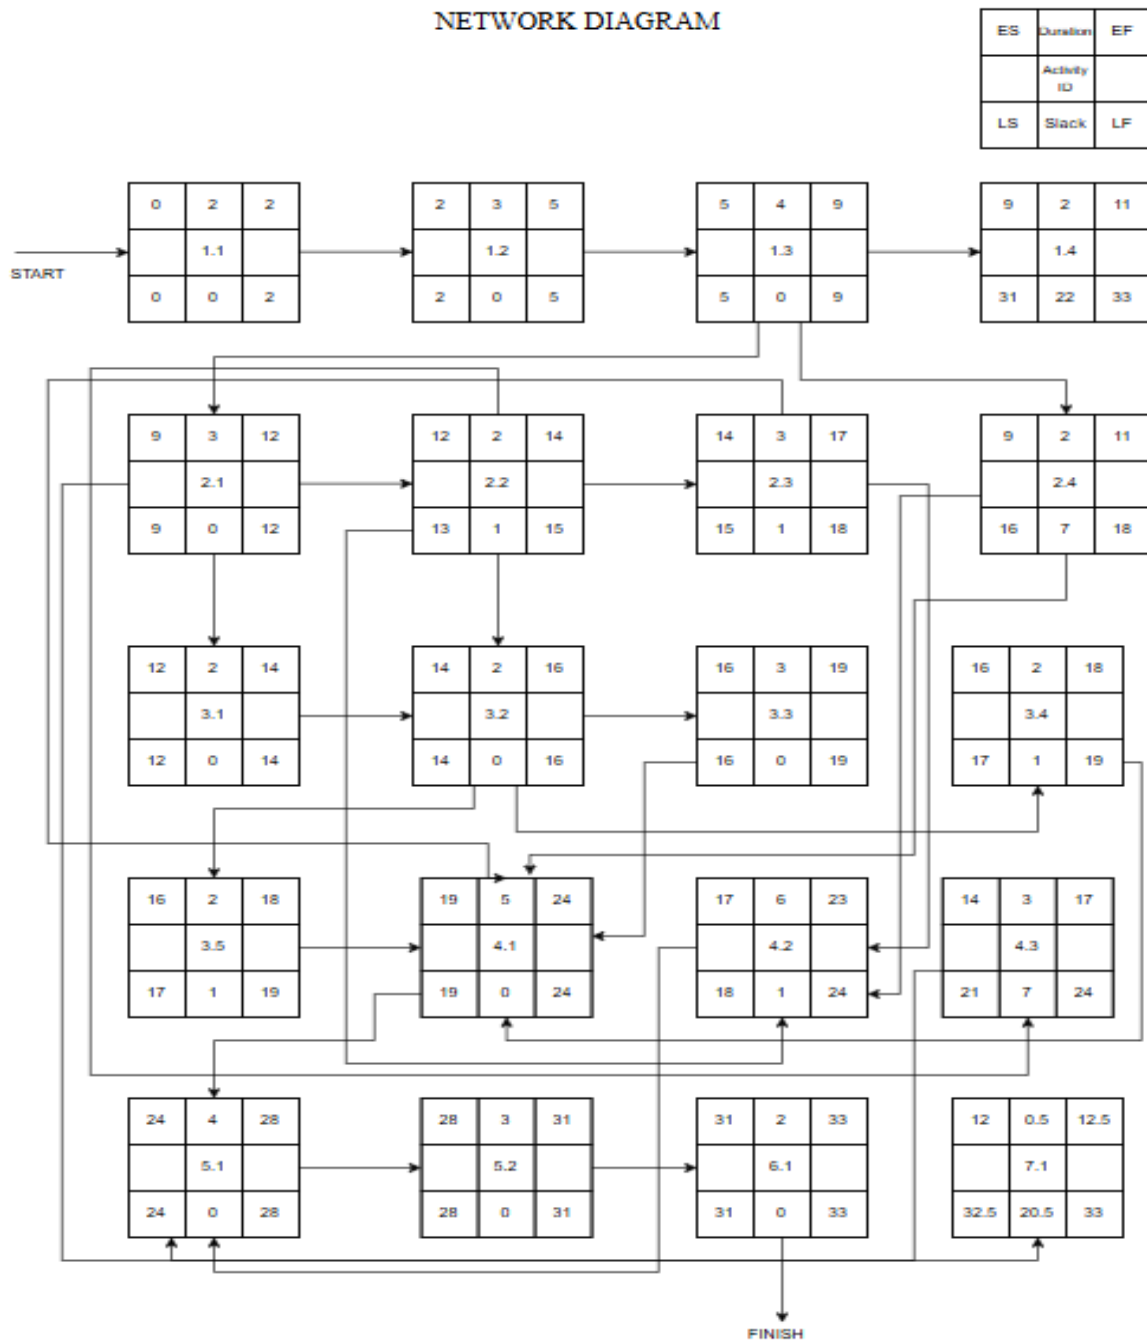 NETWORK DIAGRAM
ES Duration EF
Activity
ID
LS Slack LF
0 2 2 2 3 5 5 4 9 9 2 11
1.1 1.2 1.3 1.4
START
0 0 2 2 0 5 5 0 9 31 22 33
9 3 12 12 2 14 14 3 17 9 2 11
2.1 2.2 2.3 2.4
9 0 12 13 1 15 15 1 18 16 7 18
12 2 14 14 2 16 16 3 19 16 2 18
3.1 3.2 3.3 3.4
12 0 14 14 0 16 16 0 19 17 1 19
16 2 18 19 5 24 17 6 23 14 3 17
3.5 4.1 4.2 4.3
17 1 19 19 0 24 18 1 24 21 7 24
24 4 28 28 3 31 31 2 33 12 0.5 12.5
5.1 5.2 6.1 7.1
24 0 28 28 0 31 31 0 33 32.5 20.5 33
FINISH